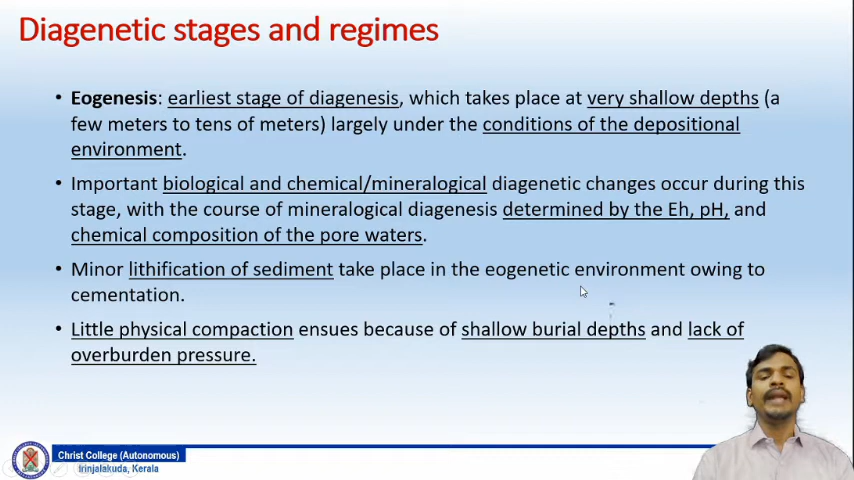 Diagenetic stages and regimes
• Eogenesis: earliest stage of diagenesis, which takes place at very shallow depths (a
few meters to tens of meters) largely under the conditions of the depositional
environment.
• Important biological and chemical/mineralogical diagenetic changes occur during this
stage, with the course of mineralogical diagenesis determined by the Eh, pH, and
chemical composition of the pore waters.
• Minor lithification of sediment take place in the eogenetic environment owing to
cementation.
• Little physical compaction ensues because of shallow burial depths and lack of
overburden pressure.
Christ College (Autonomous)
Irinjalakuda, Kerala